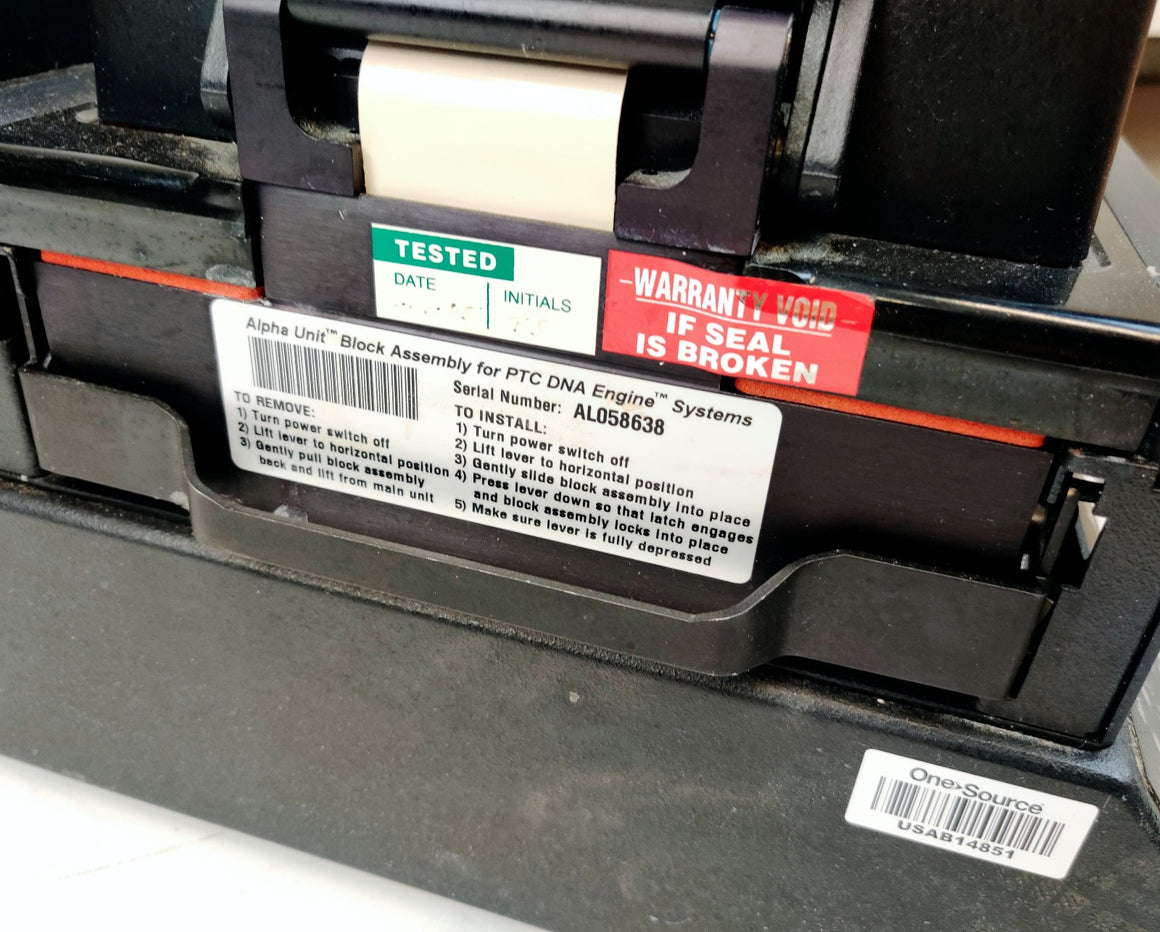 TESTED
DATE
INITIALS
-WARRANTY VOID-
IF SEAL
IS BROKEN
Alpha Unit™ Block Assembly for PTC DNA Engine™ Systems
Serial Number: AL058638
TO REMOVE:
1) Turn power switch off
2) Lift lever to horizontal position
3) Gently pull block assembly
back and lift from main unit
TO INSTALL:
1) Turn power switch off
2) Lift lever to horizontal position
3) Gently slide block assembly into place
4) Press lever down so that latch engages
and block assembly locks into place
5) Make sure lever is fully depressed
One>Source
USAB14851